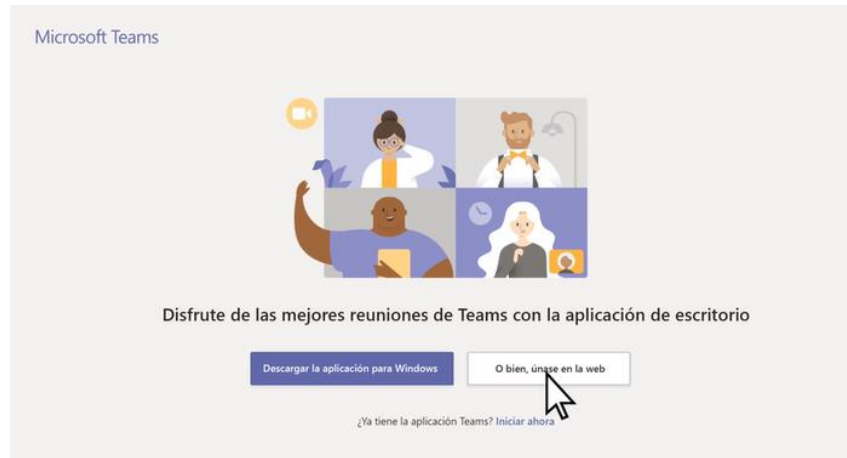 Microsoft Teams
Disfrute de las mejores reuniones de Teams con la aplicación de escritorio
Descargar la aplicación para Windows
O bien, únase en la web
¿Ya tiene la aplicación Teams? Iniciar ahora